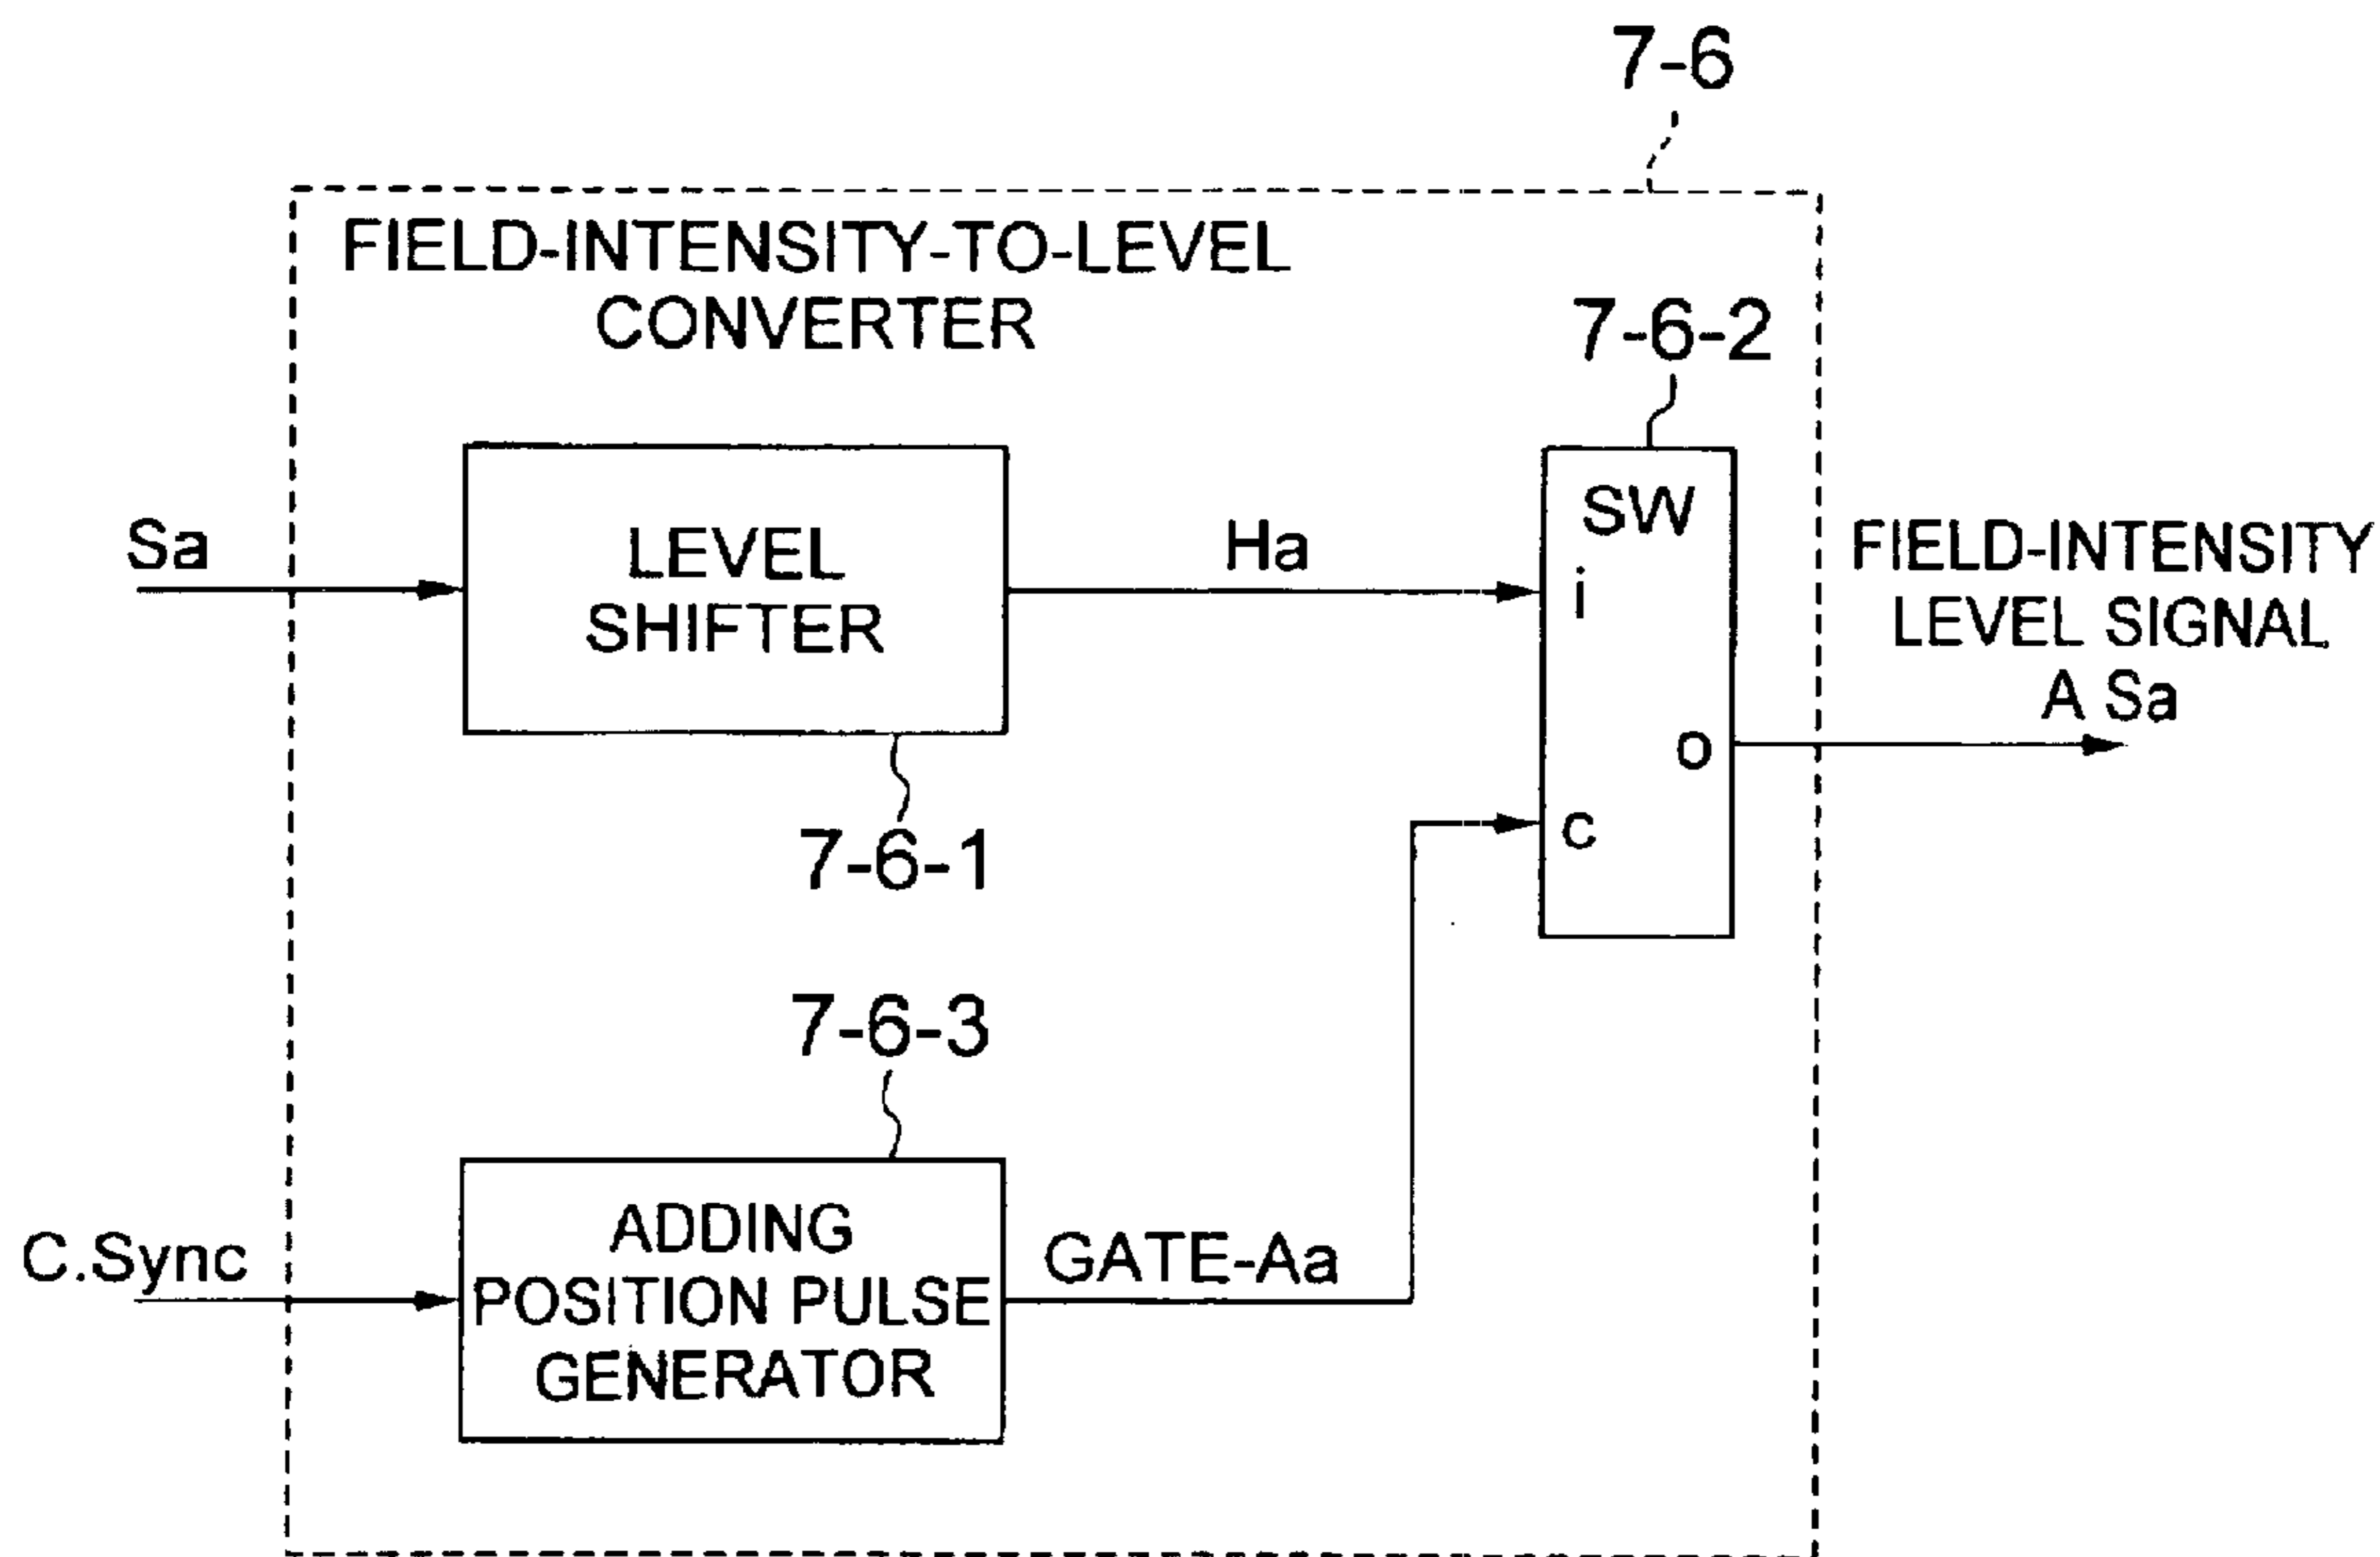 7-6
FIELD-INTENSITY-TO-LEVEL
CONVERTER
7-6-2
SW
Sa
LEVEL
SHIFTER
Ha
i
FIELD-INTENSITY
LEVEL SIGNAL
A Sa
o
c
7-6-1
7-6-3
C.Sync
ADDING
POSITION PULSE
GENERATOR
GATE-Aa